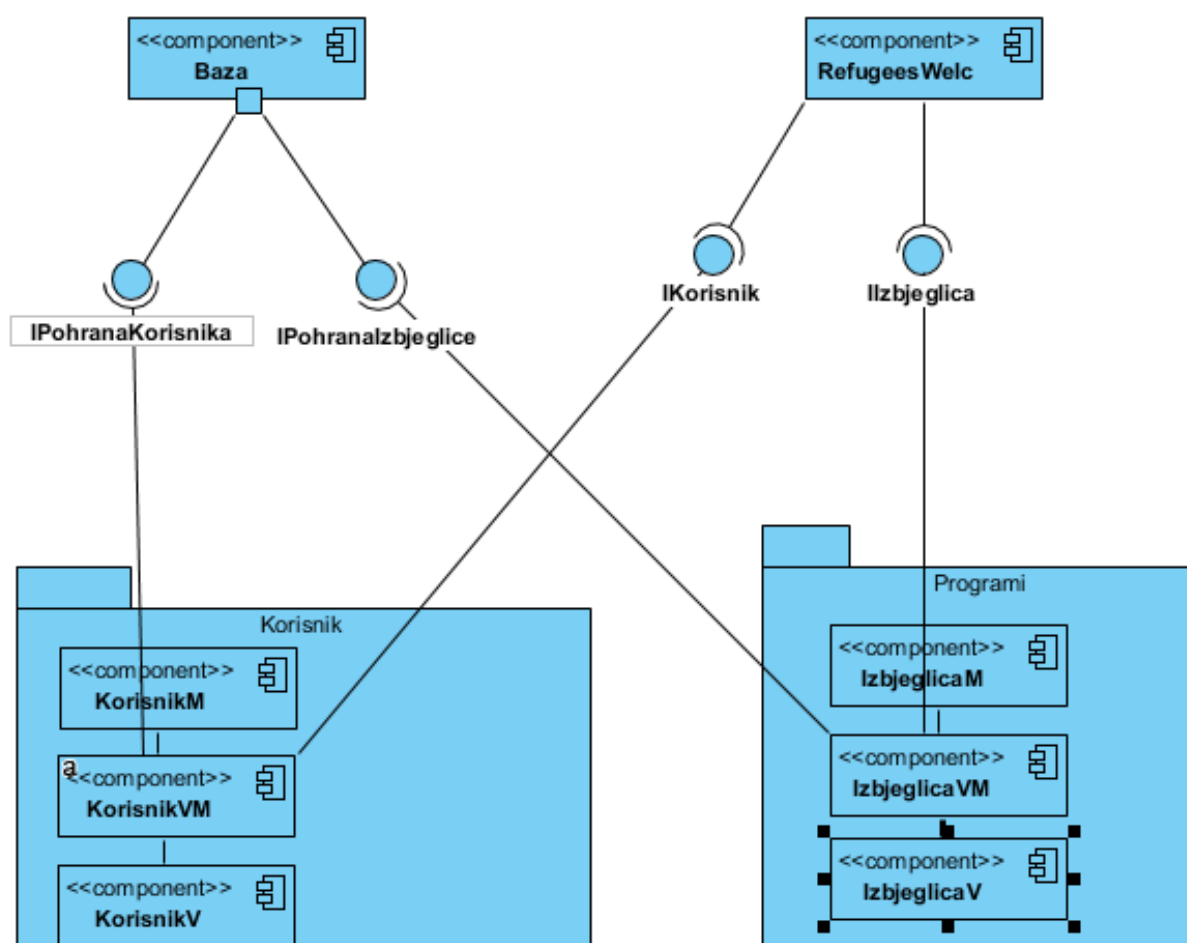 <<component>>
Baza
<<component>>
RefugeesWelc
IPohranaKorisnika
IPohranaIzbjeglice
IKorisnik
IIzbjeglica
Korisnik
<<component>>
KorisnikM
a
<<component>>
KorisnikVM
<<component>>
KorisnikV
Programi
<<component>>
IzbjeglicaM
<<component>>
IzbjeglicaVM
<<component>>
IzbjeglicaV